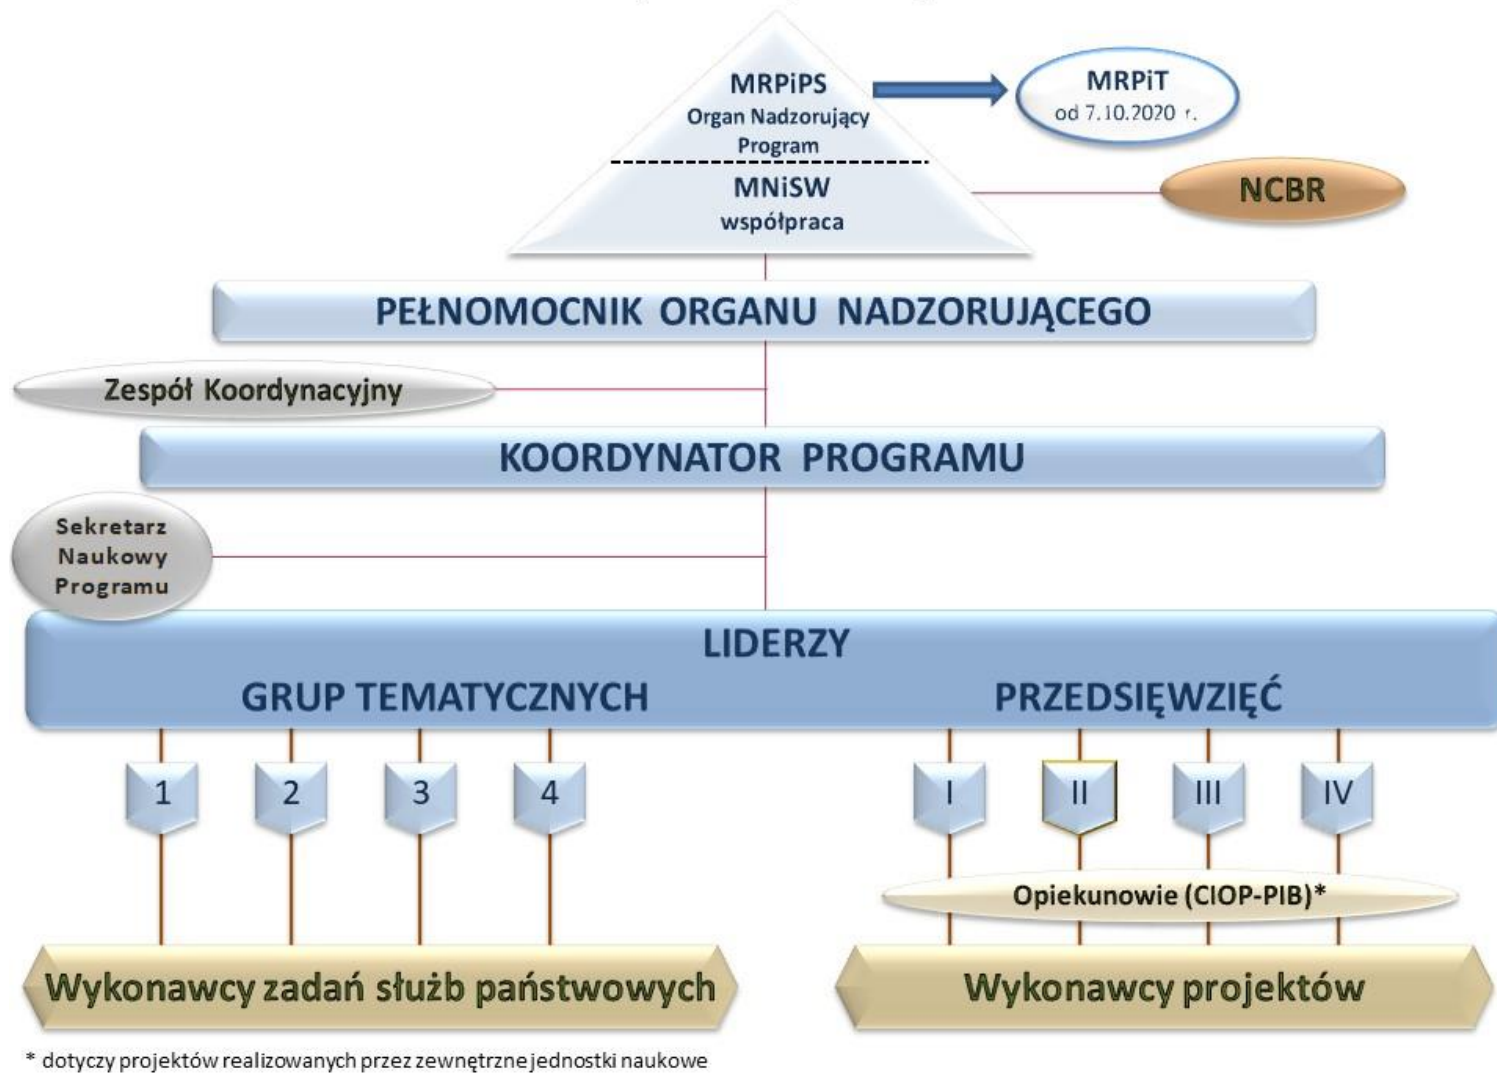 MRPiPS
Organ Nadzorujący
Program
MRPiT
od 7.10.2020 r.
MNiSW
współpraca
NCBR
PEŁNOMOCNIK ORGANU NADZORUJĄCEGO
Zespół Koordynacyjny
KOORDYNATOR PROGRAMU
Sekretarz
Naukowy
Programu
LIDERZY
GRUP TEMATYCZNYCH PRZEDSIĘWZIĘĆ
1 2 3 4 I II III IV
Opiekunowie (CIOP-PIB)*
Wykonawcy zadań służb państwowych Wykonawcy projektów
* dotyczy projektów realizowanych przez zewnętrzne jednostki naukowe